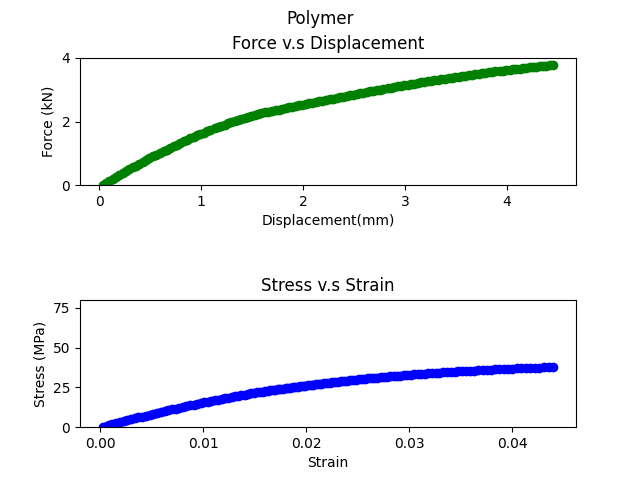 Polymer
Force v.s Displacement
4
2
0
Force (kN)
0 1 2 3 4
Displacement(mm)
Stress v.s Strain
75
50
25
0
Stress (MPa)
0.00 0.01 0.02 0.03 0.04
Strain